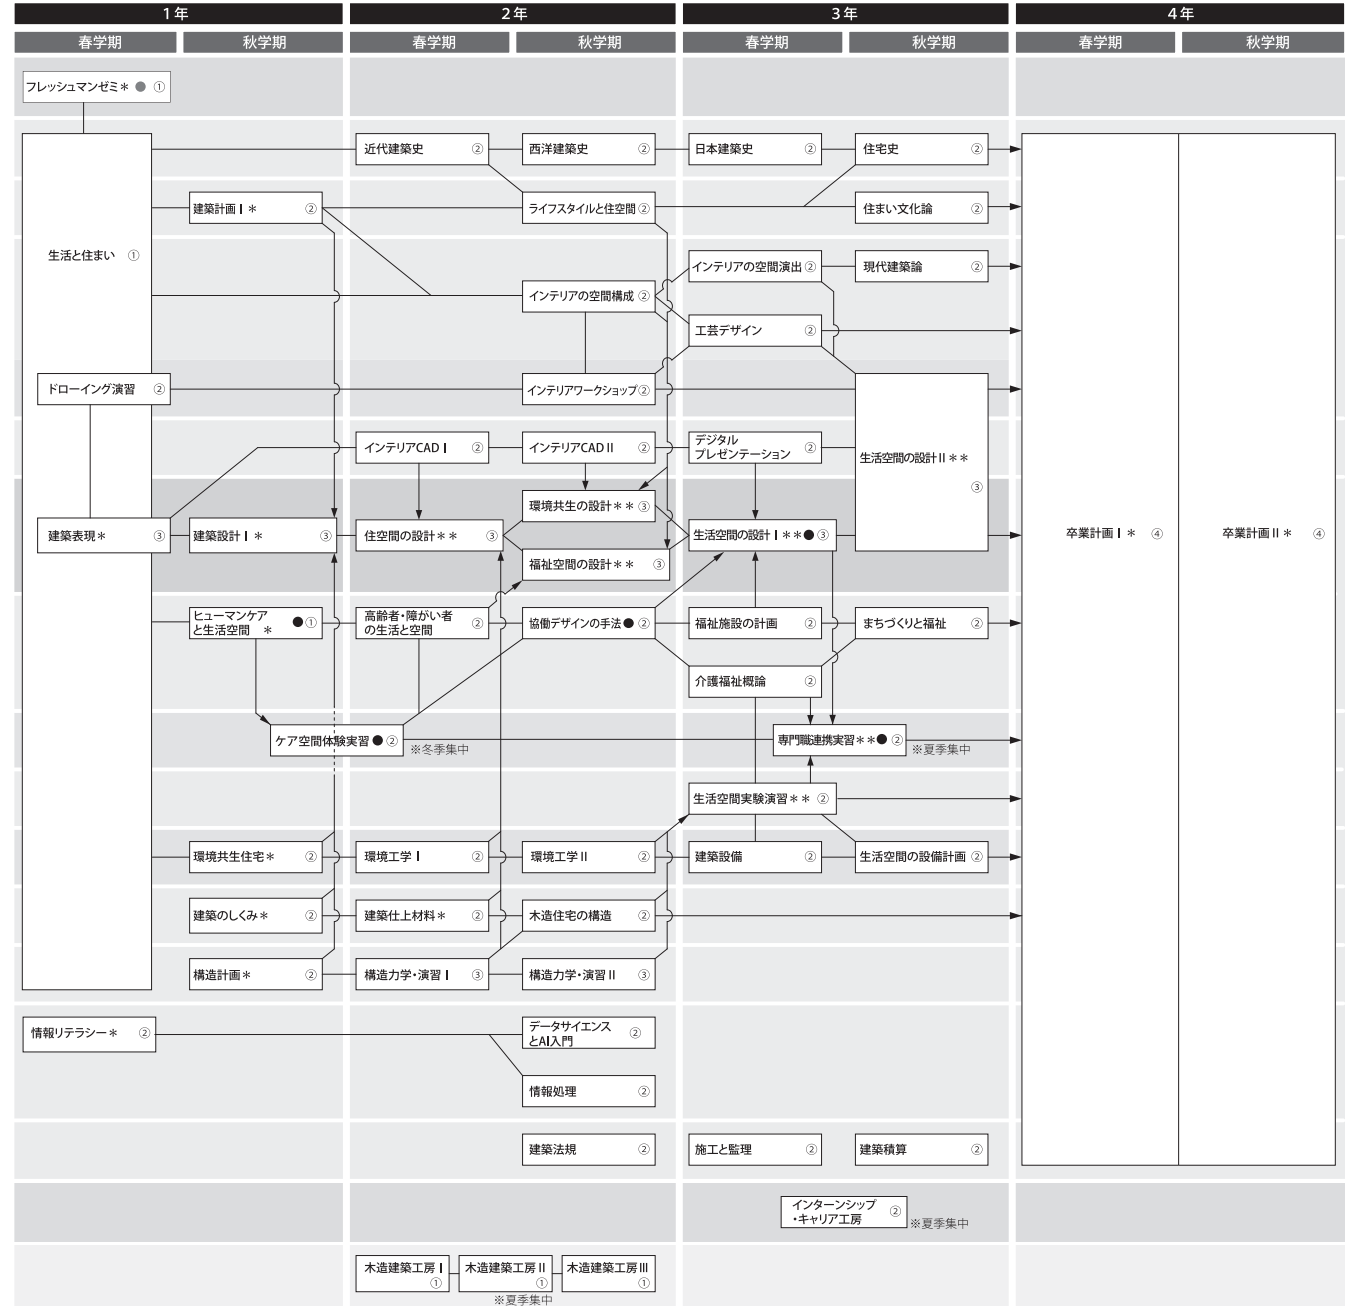 1年 2年 3年 4年
春学期 秋学期 春学期 秋学期 春学期 秋学期 春学期 秋学期
フレッシュマンゼミ＊ ● ①
生活と住まい ①
近代建築史 ②
西洋建築史 ②
日本建築史 ②
住宅史 ②
建築計画Ⅰ＊ ②
ライフスタイルと住空間 ②
住まい文化論 ②
インテリアの空間演出 ②
現代建築論 ②
インテリアの空間構成 ②
工芸デザイン ②
ドローイング演習 ②
インテリアワークショップ ②
インテリアCADⅠ ②
インテリアCADⅡ ②
デジタル
プレゼンテーション ②
生活空間の設計Ⅱ＊＊
③
環境共生の設計＊＊ ③
建築表現＊ ③
建築設計Ⅰ＊ ③
住空間の設計＊＊ ③
生活空間の設計Ⅰ＊＊● ③
卒業計画Ⅰ＊ ④
卒業計画Ⅱ＊ ④
福祉空間の設計＊＊ ③
ヒューマンケア
と生活空間 ＊ ●①
高齢者・障がい者
の生活と空間 ②
協働デザインの手法● ②
福祉施設の計画 ②
まちづくりと福祉 ②
介護福祉概論 ②
ケア空間体験実習● ②
※冬季集中
専門職連携実習＊＊● ②
※夏季集中
生活空間実験演習＊＊ ②
環境共生住宅＊ ②
環境工学Ⅰ ②
環境工学Ⅱ ②
建築設備 ②
生活空間の設備計画 ②
建築のしくみ＊ ②
建築仕上材料＊ ②
木造住宅の構造 ②
構造計画＊ ②
構造力学・演習Ⅰ ③
構造力学・演習Ⅱ ③
情報リテラシー＊ ②
データサイエンス
とAI入門 ②
情報処理 ②
建築法規 ②
施工と監理 ②
建築積算 ②
インターンシップ
・キャリア工房 ②
※夏季集中
木造建築工房Ⅰ
①
木造建築工房Ⅱ
①
木造建築工房Ⅲ
①
※夏季集中